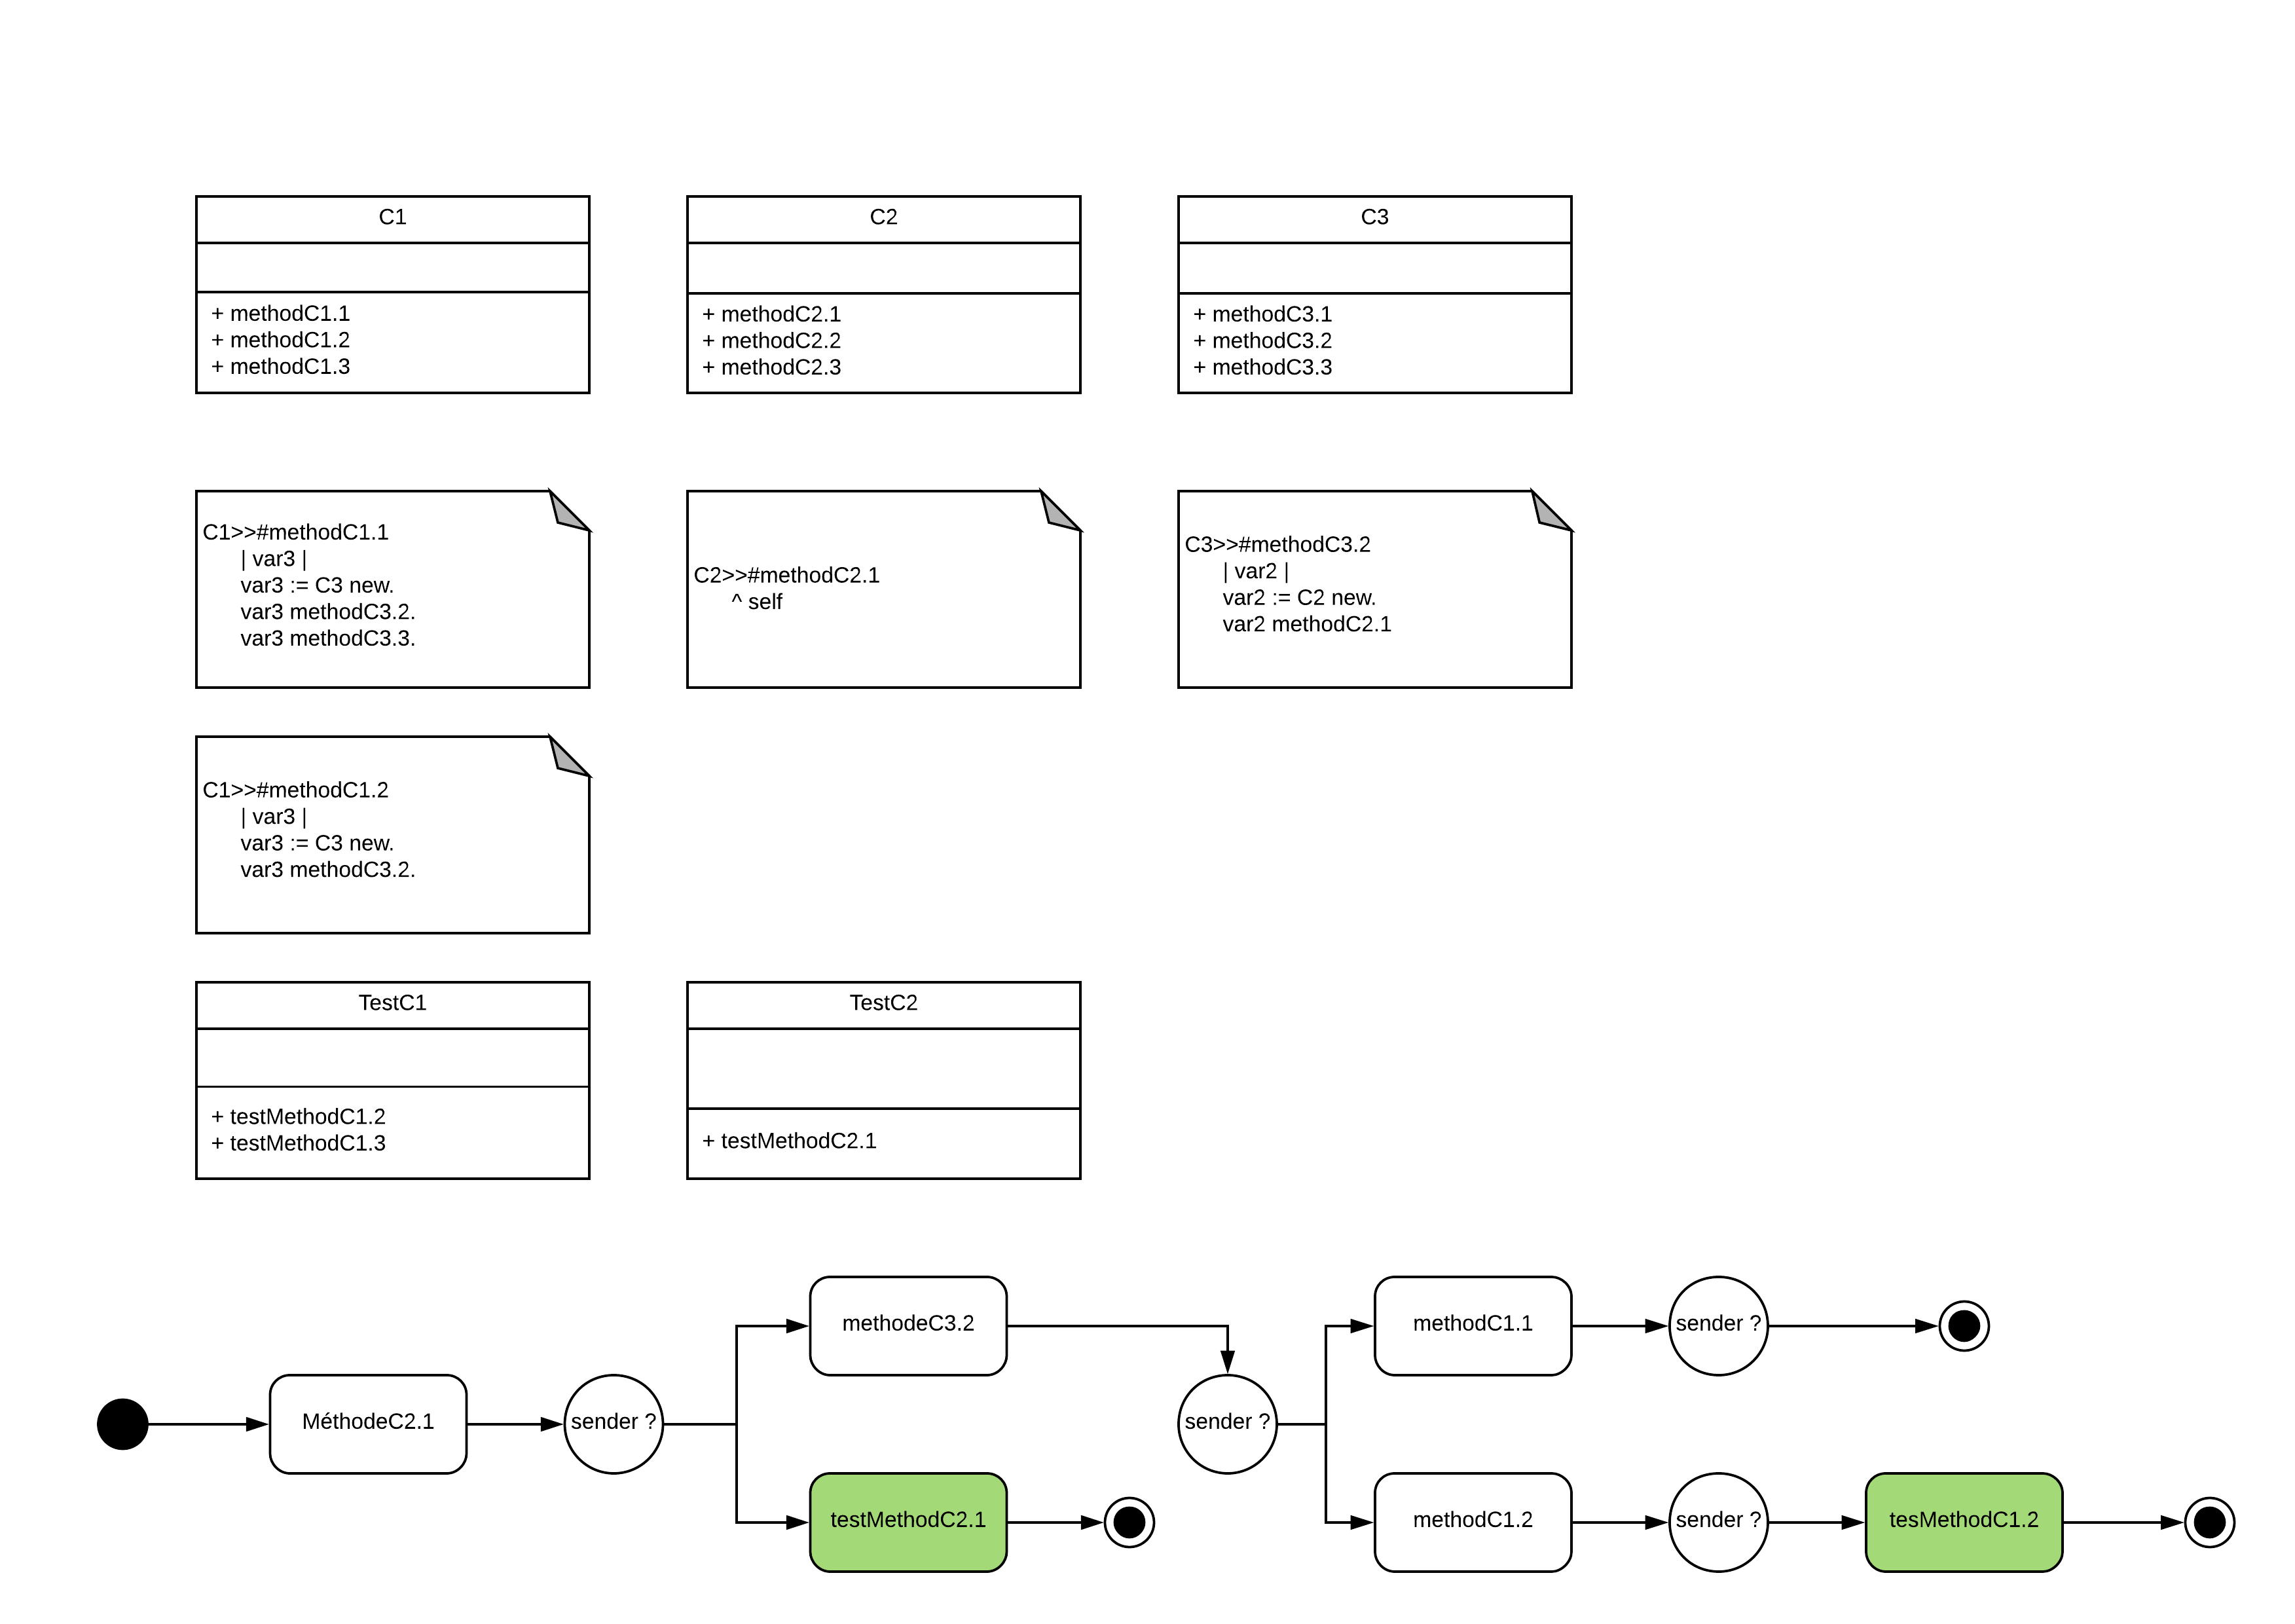 C1
+ methodC1.1
+ methodC1.2
+ methodC1.3
C2
+ methodC2.1
+ methodC2.2
+ methodC2.3
C3
+ methodC3.1
+ methodC3.2
+ methodC3.3
C1>>#methodC1.1
| var3 |
var3 := C3 new.
var3 methodC3.2.
var3 methodC3.3.
C2>>#methodC2.1
^ self
C3>>#methodC3.2
| var2 |
var2 := C2 new.
var2 methodC2.1
C1>>#methodC1.2
| var3 |
var3 := C3 new.
var3 methodC3.2.
TestC1
+ testMethodC1.2
+ testMethodC1.3
TestC2
+ testMethodC2.1
MéthodeC2.1
sender ?
methodeC3.2
testMethodC2.1
sender ?
methodC1.1
sender ?
methodC1.2
sender ?
tesMethodC1.2